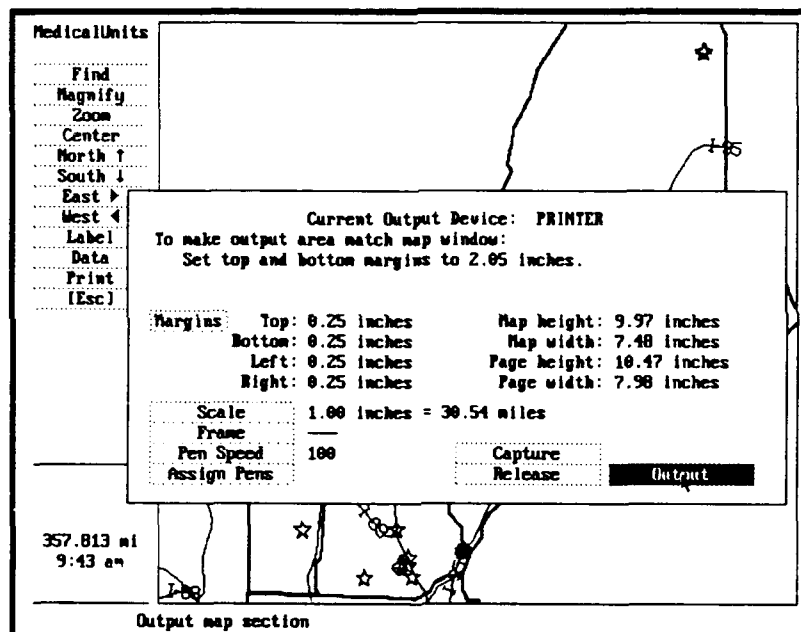 MedicalUnits
Find
Magnify
Zoom
Center
North ↑
South ↓
East ▶
West ◀
Label
Data
Print
[Esc]
I-95
Current Output Device: PRINTER
To make output area match map window:
Set top and bottom margins to 2.05 inches.
Margins Top: 0.25 inches Map height: 9.97 inches
Bottom: 0.25 inches Map width: 7.48 inches
Left: 0.25 inches Page height: 10.47 inches
Right: 0.25 inches Page width: 7.98 inches
Scale 1.00 inches = 30.54 miles
Frame
Pen Speed 100 Capture
Assign Pens Release Output
357.813 mi
9:43 am
Output map section